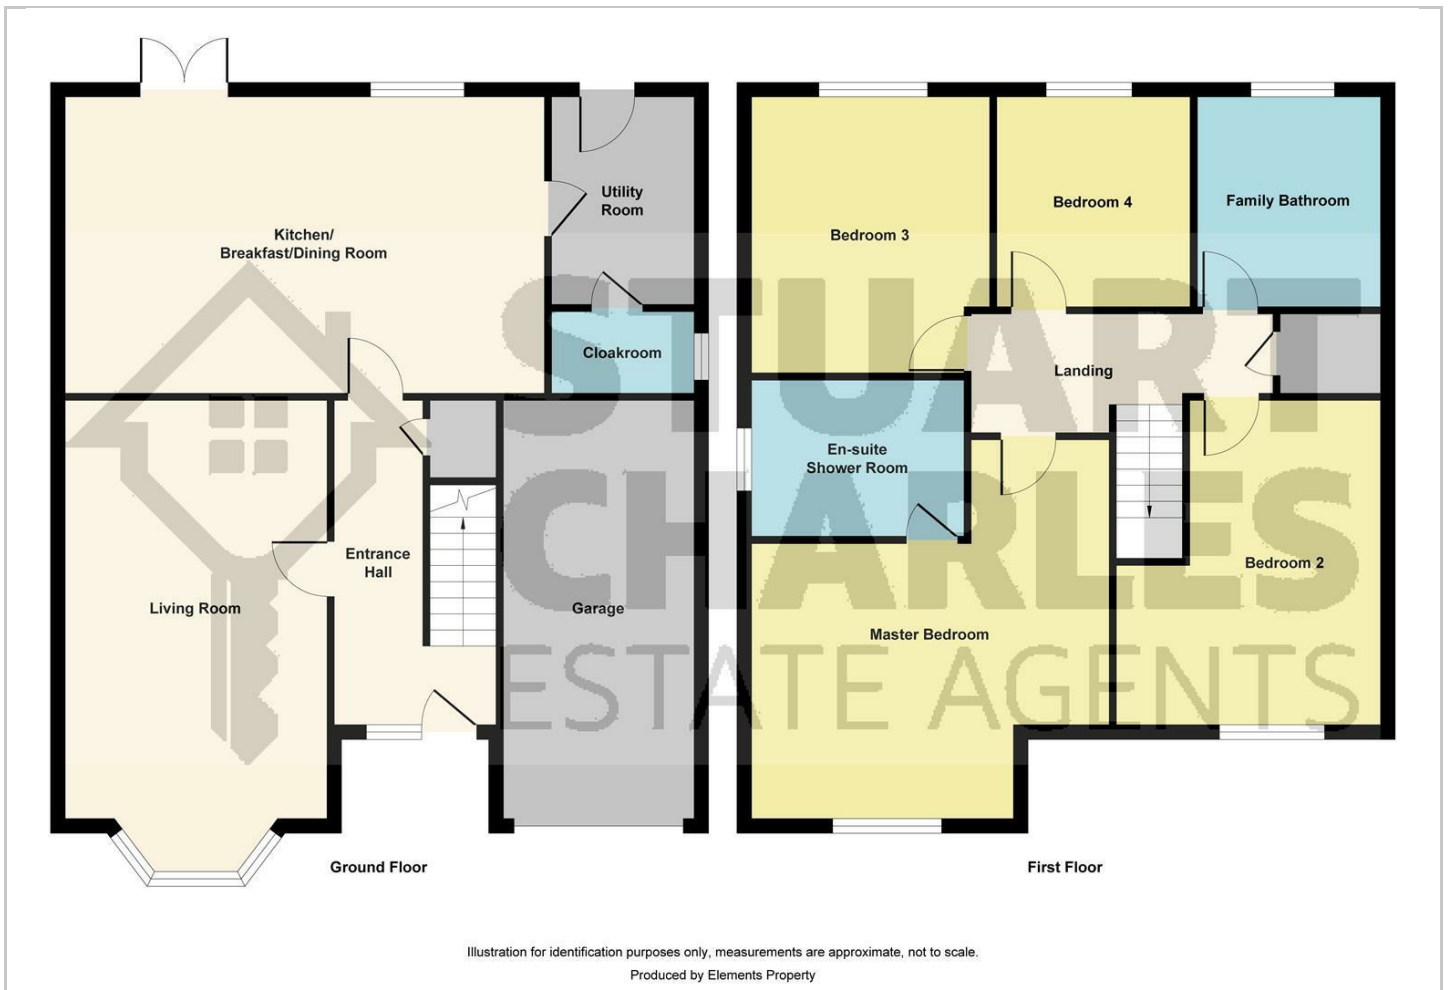 Kitchen/
Breakfast/Dining Room
Utility
Room
Cloakroom
Living Room
Entrance
Hall
Garage
Ground Floor
Bedroom 3
Bedroom 4
Family Bathroom
Landing
En-suite
Shower Room
Master Bedroom
Bedroom 2
First Floor
STUART
CHARLES
ESTATE AGENTS
Illustration for identification purposes only, measurements are approximate, not to scale.
Produced by Elements Property